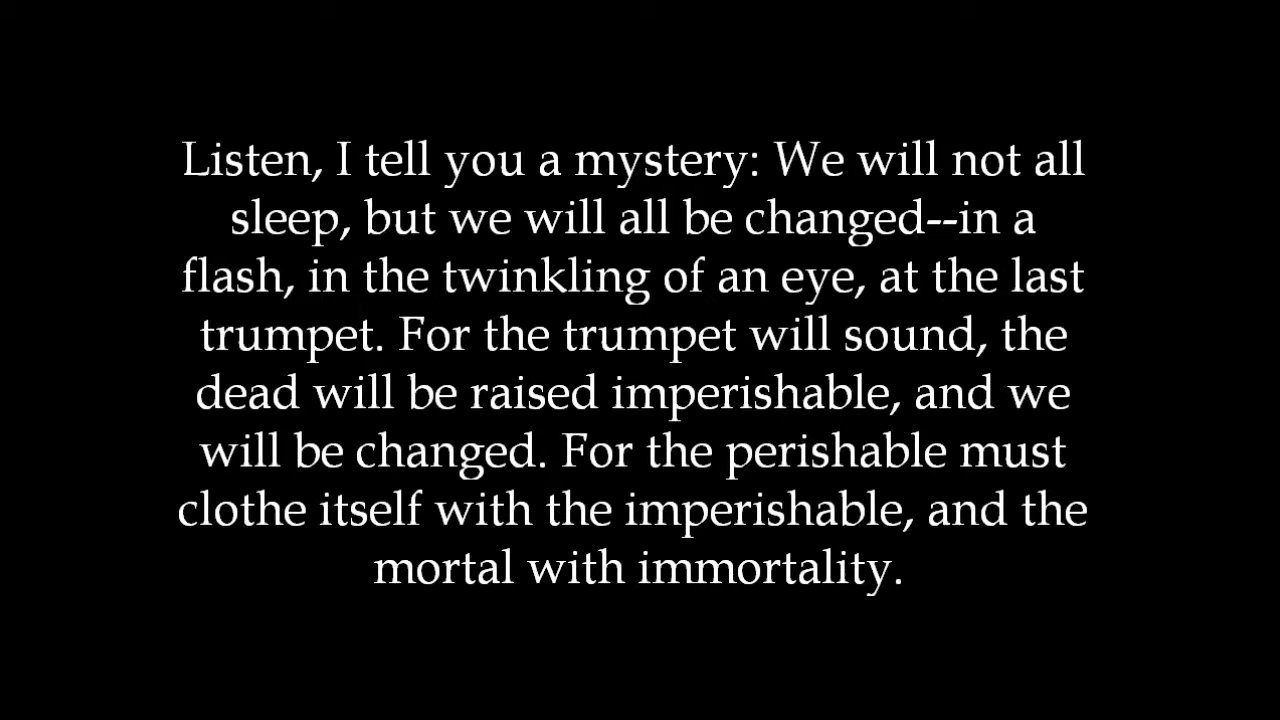 Listen, I tell you a mystery: We will not all
sleep, but we will all be changed--in a
flash, in the twinkling of an eye, at the last
trumpet. For the trumpet will sound, the
dead will be raised imperishable, and we
will be changed. For the perishable must
clothe itself with the imperishable, and the
mortal with immortality.